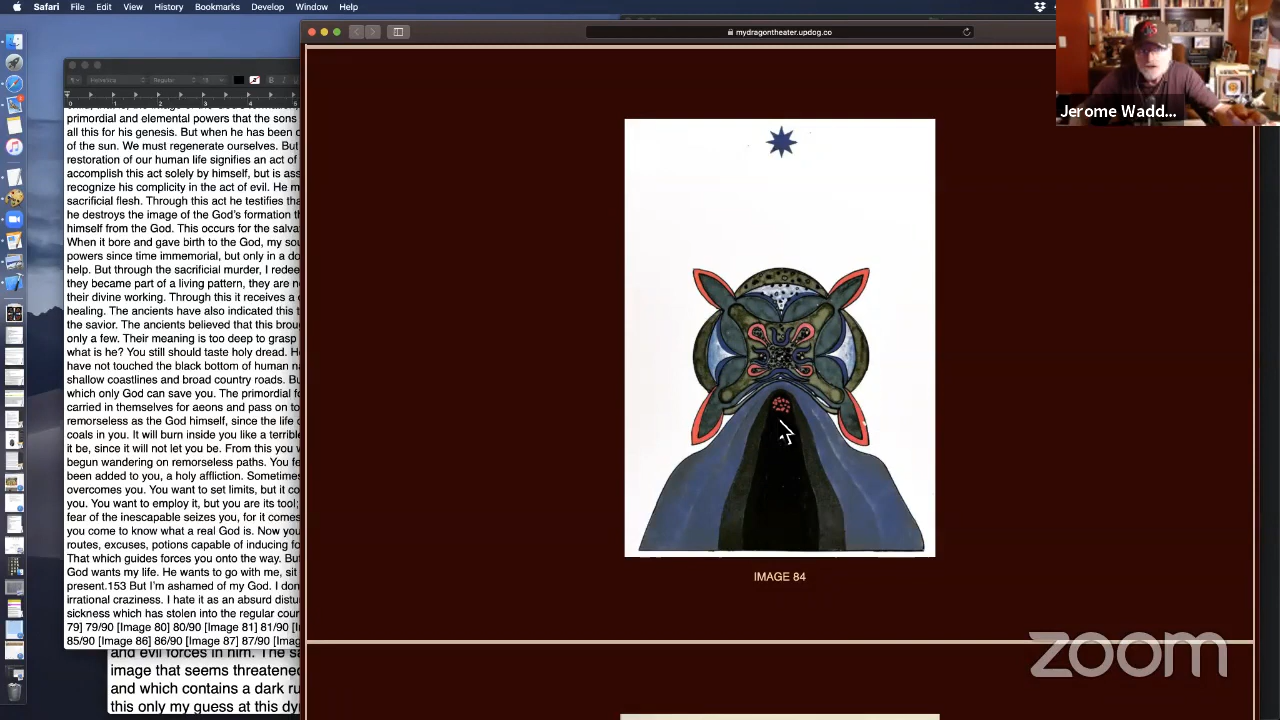 Safari File Edit View History Bookmarks Develop Window Help
mydragontheater.updog.co
Jerome Wadd...
Helvetica Regular
primordial and elemental powers that the sons
all this for his genesis. But when he has been
of the sun. We must regenerate ourselves. But
restoration of our human life signifies an act of
accomplish this act solely by himself, but is ass
recognize his complicity in the act of evil. He m
sacrificial flesh. Through this act he testifies tha
he destroys the image of the God's formation th
himself from the God. This occurs for the salva
When it bore and gave birth to the God, my sou
powers since time immemorial, but only in a do
help. But through the sacrificial murder, I redee
they became part of a living pattern, they are n
their divine working. Through this it receives a
healing. The ancients have also indicated this t
the savior. The ancients believed that this broug
only a few. Their meaning is too deep to grasp
what is he? You still should taste holy dread. H
have not touched the black bottom of human na
shallow coastlines and broad country roads. Bu
which only God can save you. The primordial fo
carried in themselves for aeons and pass on to
remorseless as the God himself, since the life o
coals in you. It will burn inside you like a terrible
it be, since it will not let you be. From this you w
begun wandering on remorseless paths. You fe
been added to you, a holy affliction. Sometimes
overcomes you. You want to set limits, but it co
you. You want to employ it, but you are its tool;
fear of the inescapable seizes you, for it comes
you come to know what a real God is. Now you
routes, excuses, potions capable of inducing fo
That which guides forces you onto the way. Bu
God wants my life. He wants to go with me, sit
present.153 But I'm ashamed of my God. I don
irrational craziness. I hate it as an absurd distu
sickness which has stolen into the regular cour
79] 79/90 [Image 80] 80/90 [Image 81] 81/90 [Im
85/90 [Image 86] 86/90 [Image 87] 87/90 [Image
and evil forces in him. The sa
image that seems threatened
and which contains a dark ru
this only my guess at this dy
IMAGE 84
zoom